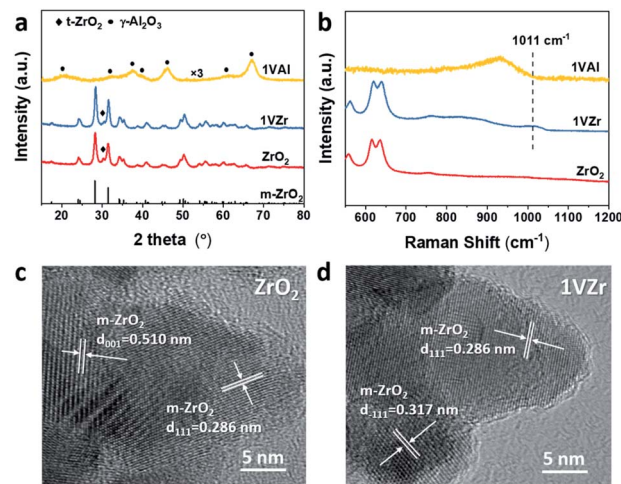 a
◆ t-ZrO₂ ● γ-Al₂O₃
Intensity (a.u.)
×3
1VAl
1VZr
ZrO₂
m-ZrO₂
20 30 40 50 60 70 80
2 theta (°)
b
1011 cm⁻¹
Intensity (a.u.)
1VAl
1VZr
ZrO₂
600 700 800 900 1000 1100 1200
Raman Shift (cm⁻¹)
c
ZrO₂
m-ZrO₂
d₀₀₁=0.510 nm
m-ZrO₂
d₁₁₁=0.286 nm
5 nm
d
1VZr
m-ZrO₂
d₁₁₁=0.286 nm
m-ZrO₂
d₋₁₁₁=0.317 nm
5 nm